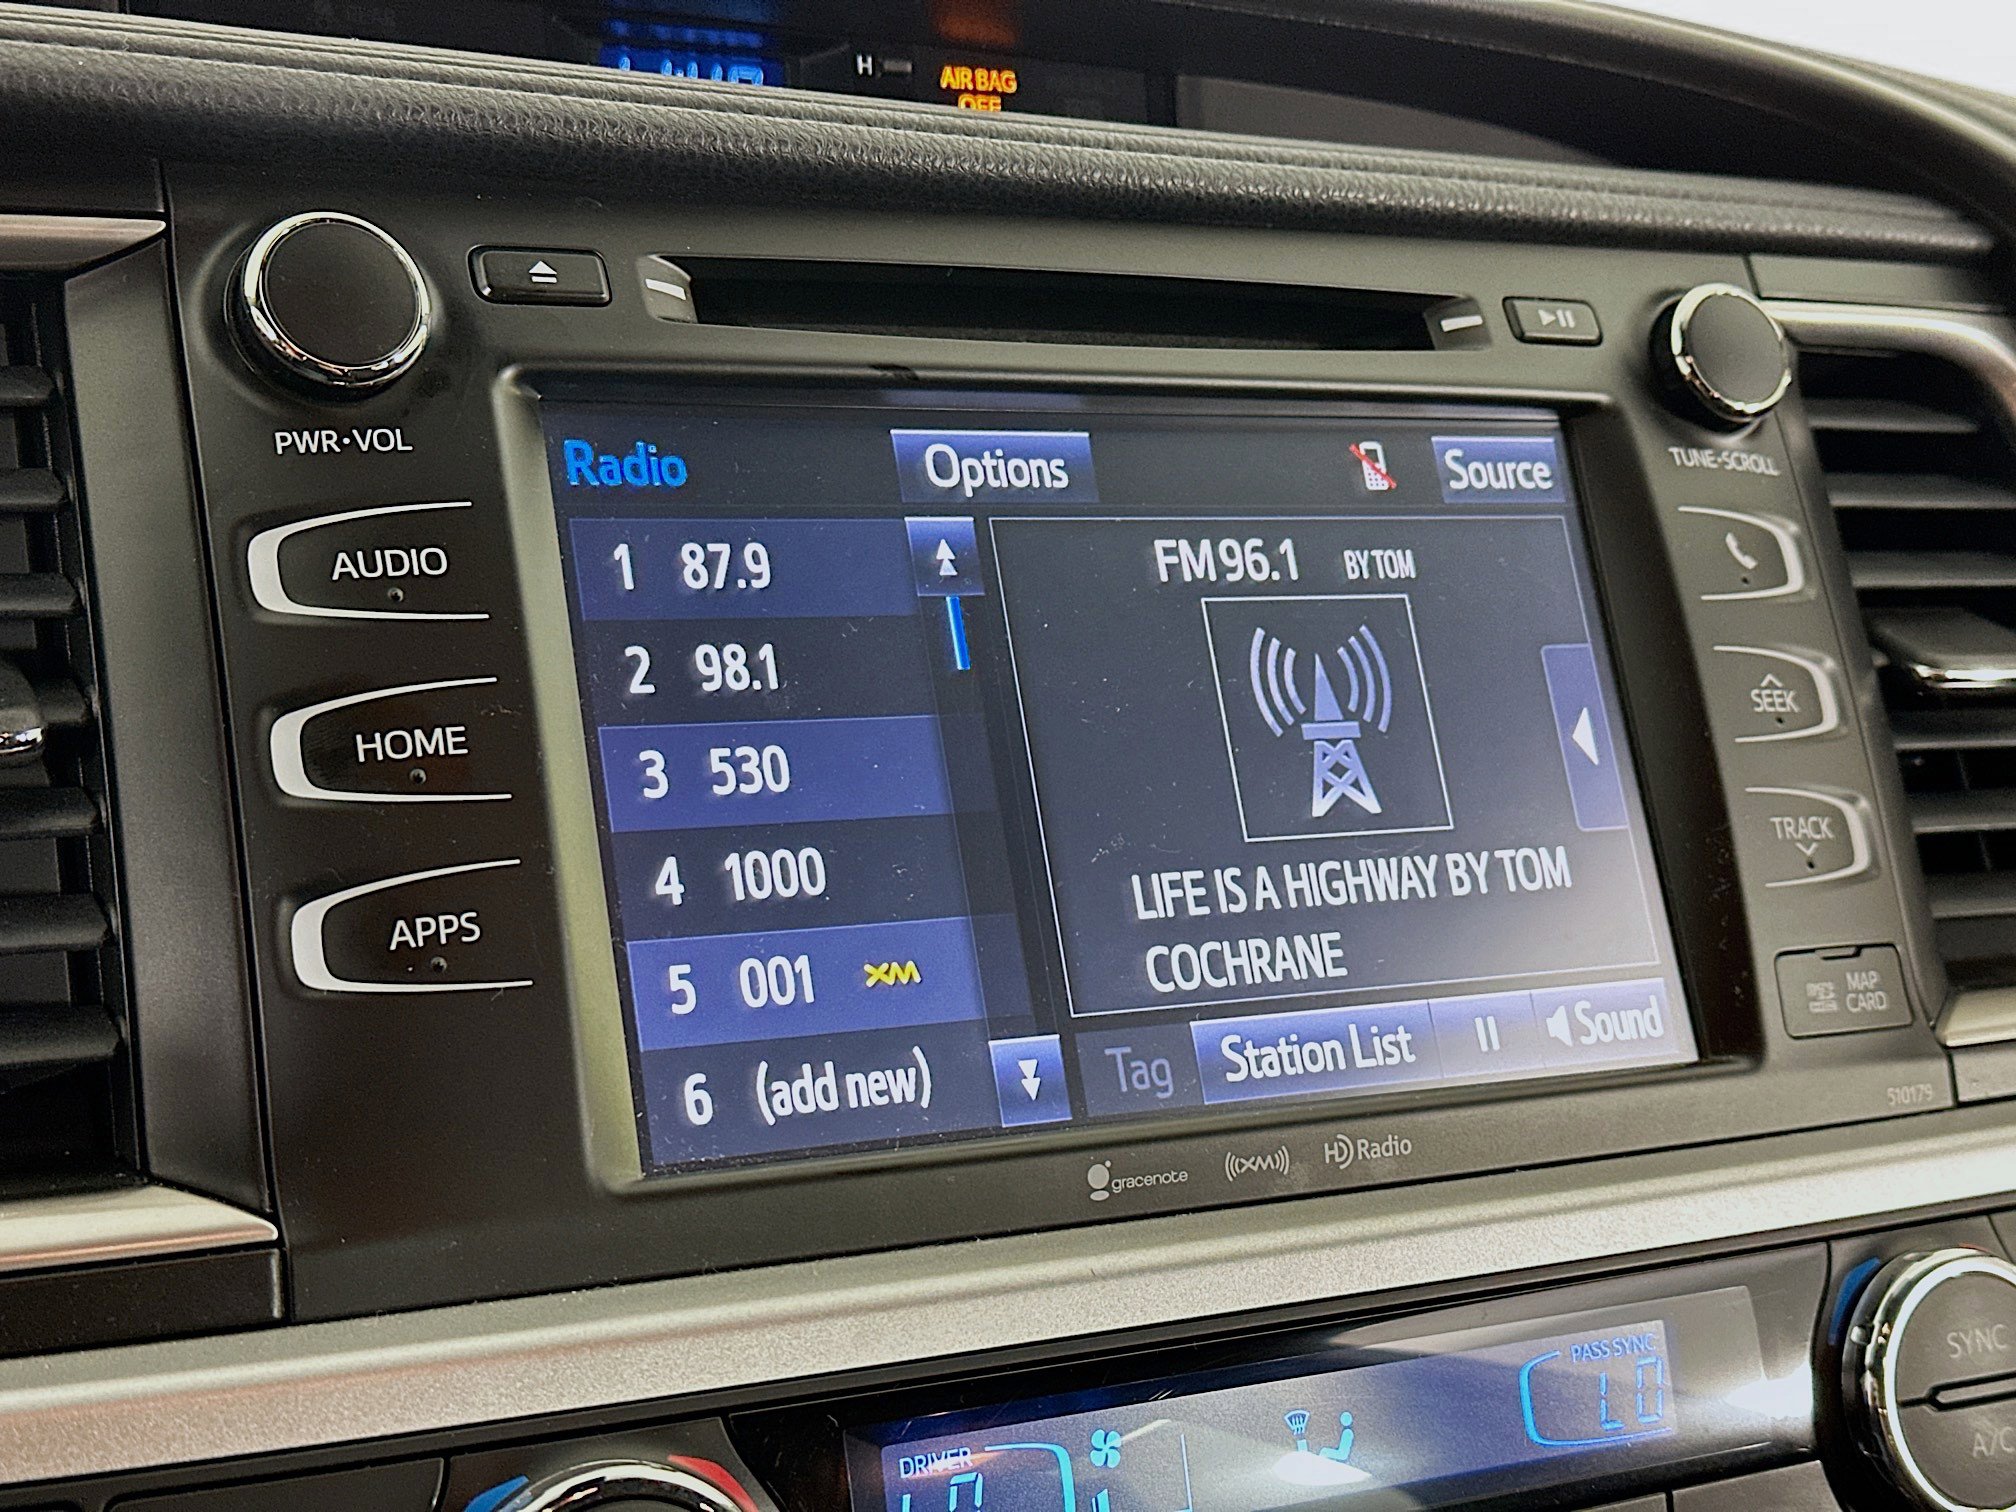 H
AIR BAG
OFF
PWR•VOL
TUNE•SCROLL
AUDIO
HOME
APPS
Radio
Options
Source
1 87.9
2 98.1
3 530
4 1000
5 001 XM
6 (add new)
FM 96.1 BY TOM
LIFE IS A HIGHWAY BY TOM
COCHRANE
Tag
Station List
Sound
SEEK
TRACK
MAP
CARD
510179
gracenote
((XM))
HD Radio
PASS SYNC
LO
DRIVER
SYNC